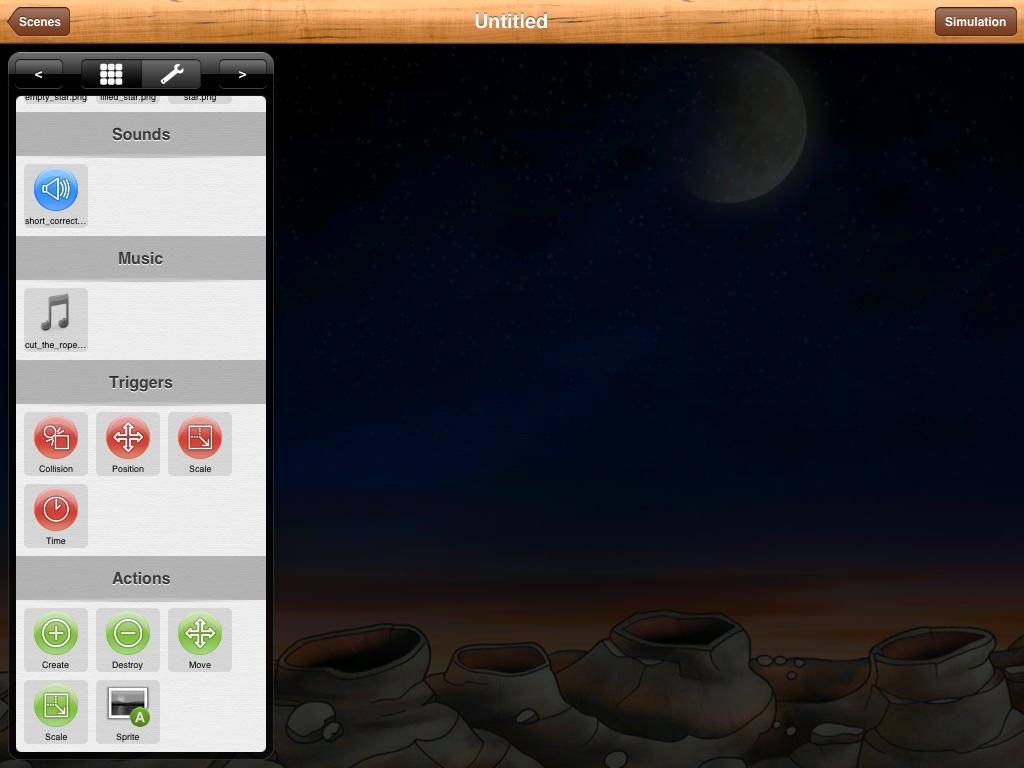 Scenes
Untitled
Simulation
<
>
empty_star.png filled_star.png star.png
Sounds
short_correct...
Music
cut_the_rope...
Triggers
Collision Position Scale
Time
Actions
Create Destroy Move
A
Scale Sprite